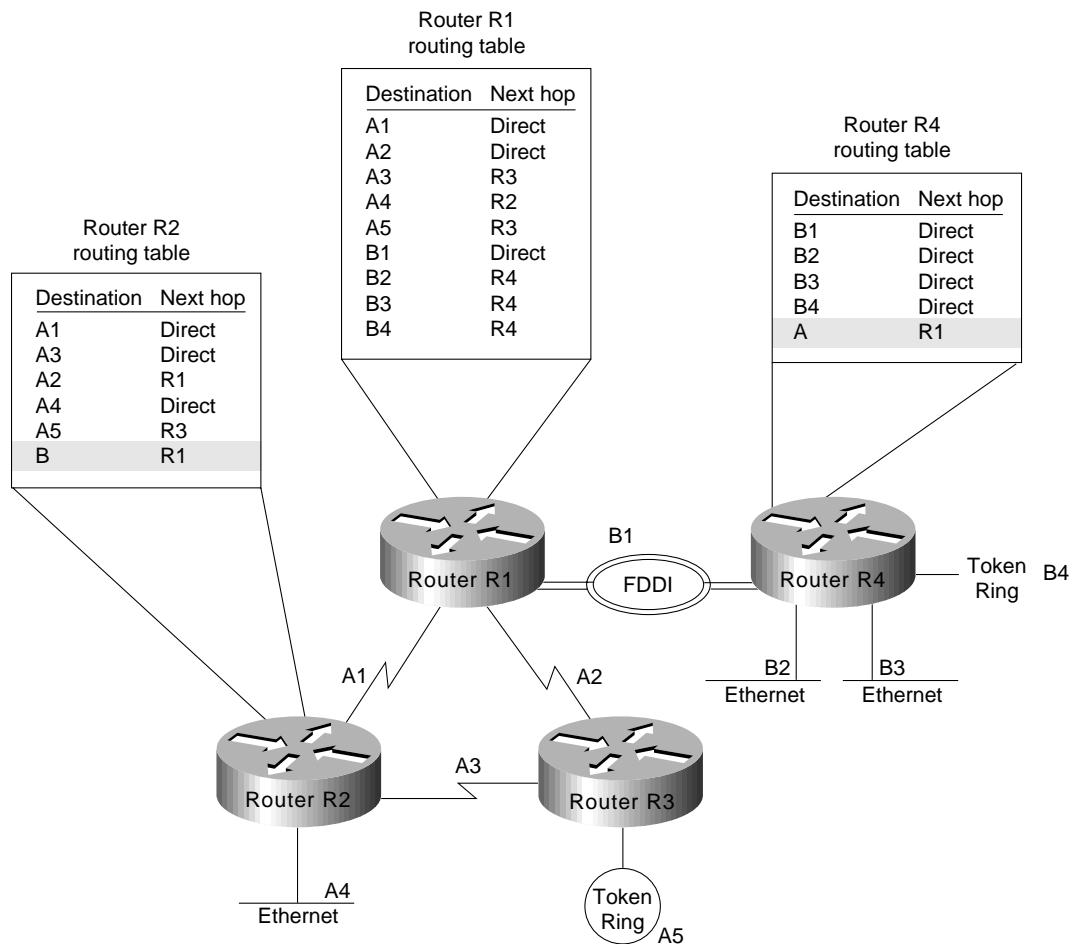 Router R1
routing table
Destination Next hop
A1 Direct
A2 Direct
A3 R3
A4 R2
A5 R3
B1 Direct
B2 R4
B3 R4
B4 R4
Router R4
routing table
Destination Next hop
B1 Direct
B2 Direct
B3 Direct
B4 Direct
A R1
Router R2
routing table
Destination Next hop
A1 Direct
A3 Direct
A2 R1
A4 Direct
A5 R3
B R1
Router R1
B1
FDDI
Router R4
Token
Ring
B4
B2
Ethernet
B3
Ethernet
A1
A2
Router R2
A3
Router R3
A4
Ethernet
Token
Ring
A5